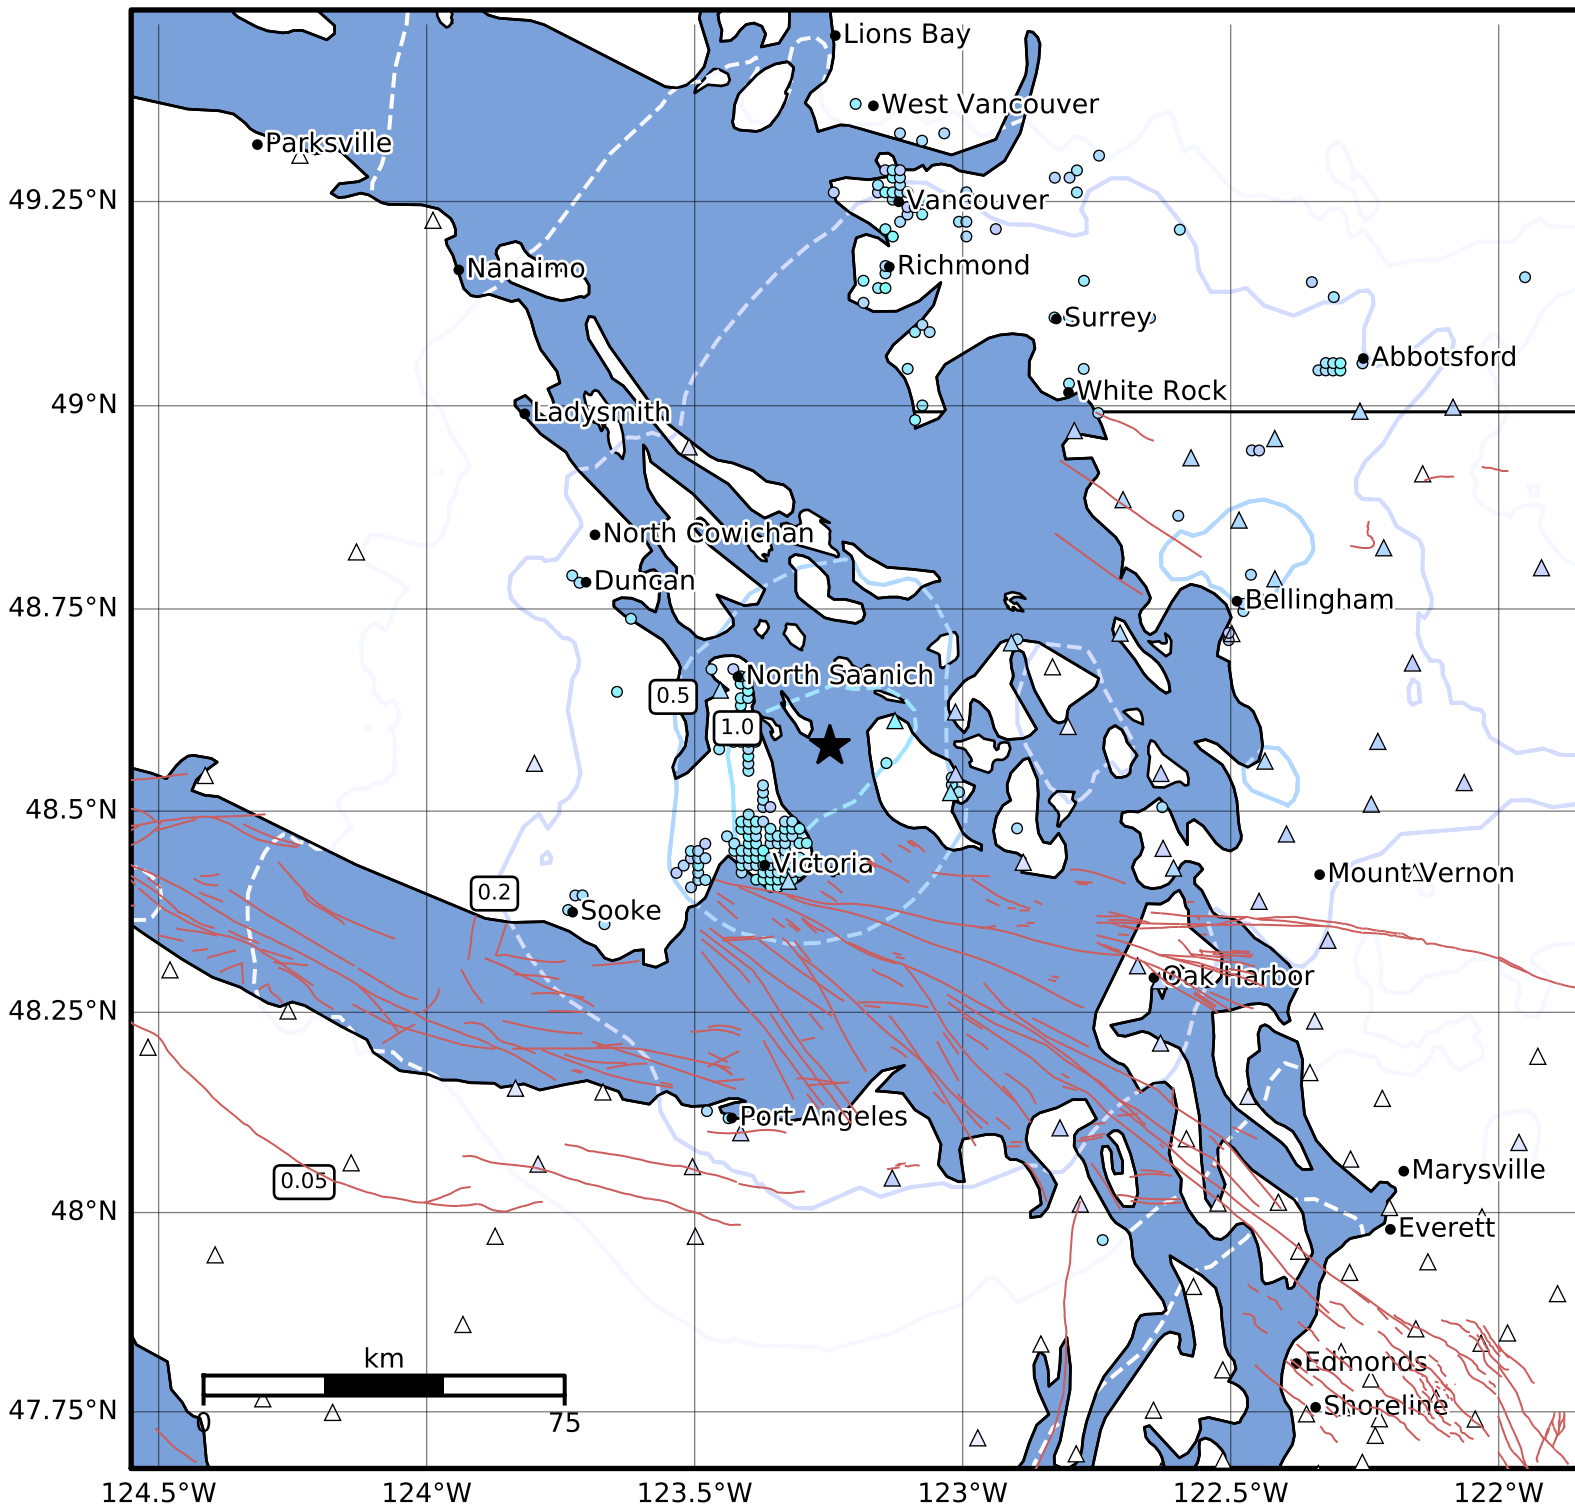 Lions Bay
West Vancouver
Parksville
49.25°N
Vancouver
Nanaimo
Richmond
Surrey
Abbotsford
White Rock
49°N
Ladysmith
North Cowichan
Duncan
48.75°N
Bellingham
North Saanich
0.5
1.0
48.5°N
Victoria
Mount Vernon
0.2
Sooke
Oak Harbor
48.25°N
Port Angeles
0.05
Marysville
48°N
Everett
km
Edmonds
Shoreline
47.75°N
0 75
124.5°W 124°W 123.5°W 123°W 122.5°W 122°W